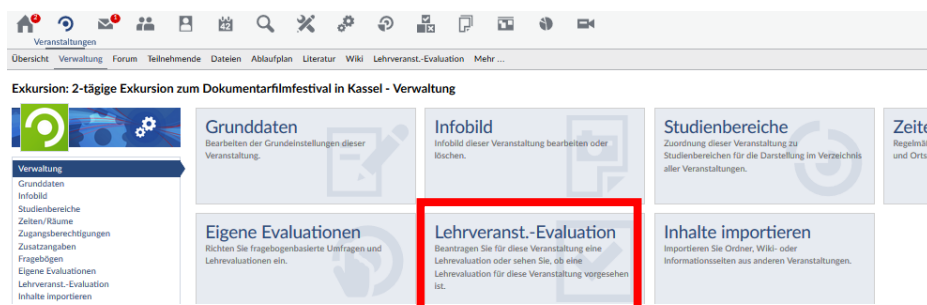 Veranstaltungen
Übersicht Verwaltung Forum Teilnehmende Dateien Ablaufplan Literatur Wiki Lehrveranst.-Evaluation Mehr ...
Exkursion: 2-tägige Exkursion zum Dokumentarfilmfestival in Kassel - Verwaltung
Verwaltung
Grunddaten
Infobild
Studienbereiche
Zeiten/Räume
Zugangsberechtigungen
Zusatzangaben
Fragebögen
Eigene Evaluationen
Lehrveranst.-Evaluation
Inhalte importieren
Grunddaten
Bearbeiten der Grundeinstellungen dieser
Veranstaltung.
Infobild
Infobild dieser Veranstaltung bearbeiten oder
löschen.
Studienbereiche
Zuordnung dieser Veranstaltung zu
Studienbereichen für die Darstellung im Verzeichnis
aller Veranstaltungen.
Zeite
Regelmä
und Orts
Eigene Evaluationen
Richten Sie fragebogenbasierte Umfragen und
Lehrevaluationen ein.
Lehrveranst.-Evaluation
Beantragen Sie für diese Veranstaltung eine
Lehrevaluation oder sehen Sie, ob eine
Lehrevaluation für diese Veranstaltung vorgesehen
ist.
Inhalte importieren
Importieren Sie Ordner, Wiki- oder
Informationsseiten aus anderen Veranstaltungen.